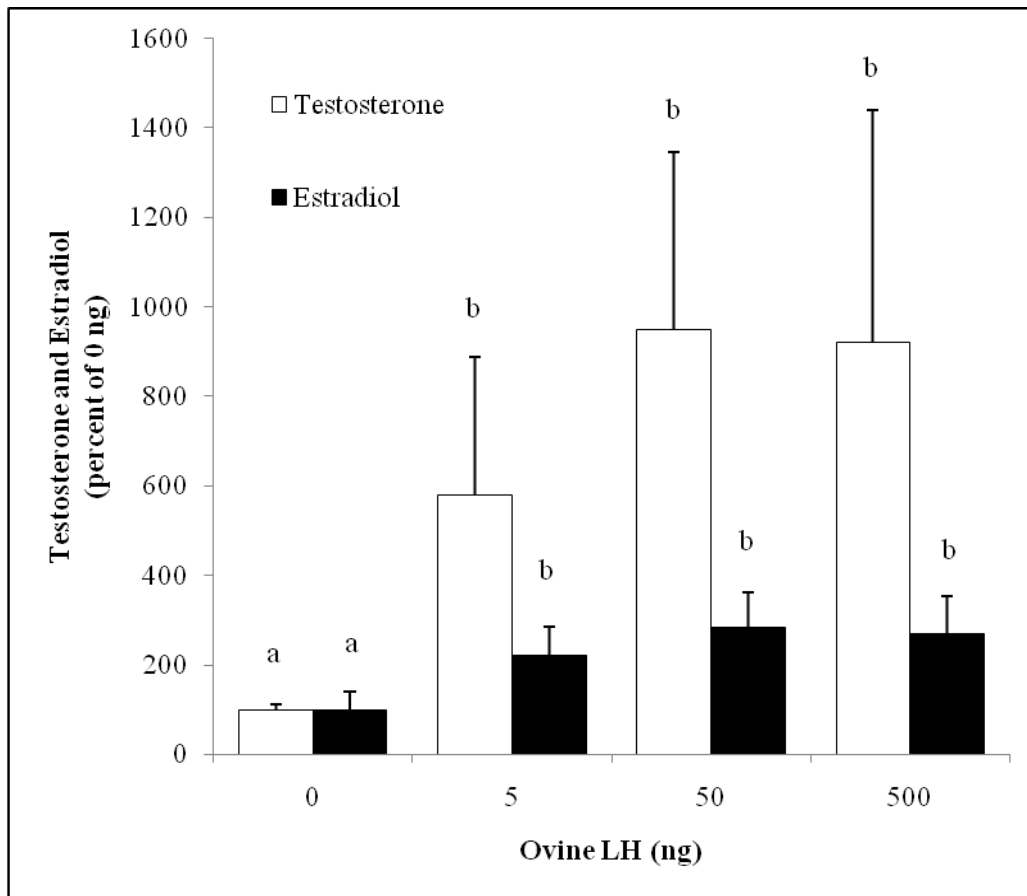 Testosterone and Estradiol
(percent of 0 ng)
1600
1400
1200
1000
800
600
400
200
0
Testosterone
Estradiol
a
a
b
b
b
b
b
b
0
5
50
500
Ovine LH (ng)